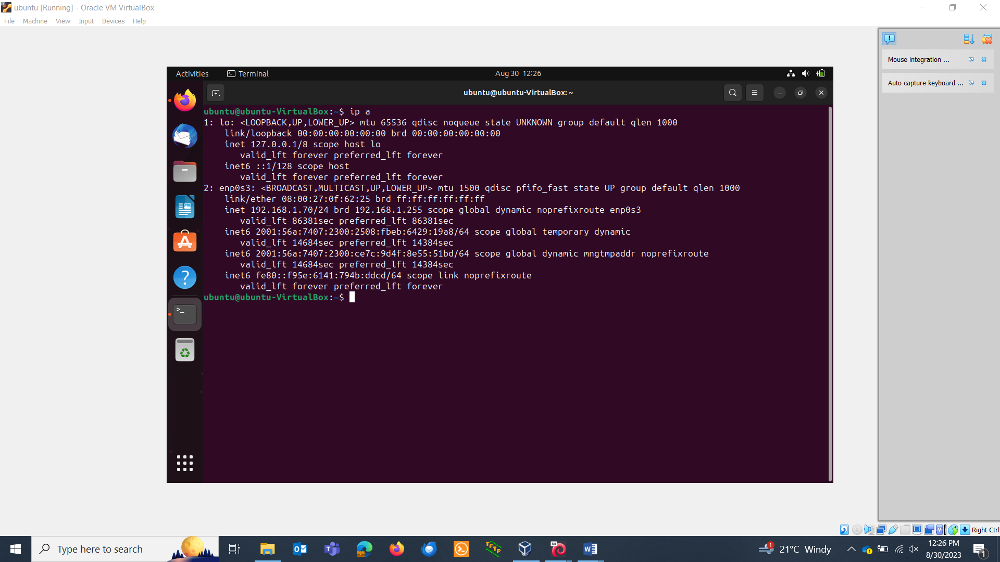 ubuntu [Running] - Oracle VM VirtualBox
File Machine View Input Devices Help
Mouse integration ...
Auto capture keyboard ...
Activities Terminal Aug 30 12:26
ubuntu@ubuntu-VirtualBox: ~
ubuntu@ubuntu-VirtualBox:~$ ip a
1: lo: <LOOPBACK,UP,LOWER_UP> mtu 65536 qdisc noqueue state UNKNOWN group default qlen 1000
link/loopback 00:00:00:00:00:00 brd 00:00:00:00:00:00
inet 127.0.0.1/8 scope host lo
valid_lft forever preferred_lft forever
inet6 ::1/128 scope host
valid_lft forever preferred_lft forever
2: enp0s3: <BROADCAST,MULTICAST,UP,LOWER_UP> mtu 1500 qdisc pfifo_fast state UP group default qlen 1000
link/ether 08:00:27:0f:62:25 brd ff:ff:ff:ff:ff:ff
inet 192.168.1.70/24 brd 192.168.1.255 scope global dynamic noprefixroute enp0s3
valid_lft 86381sec preferred_lft 86381sec
inet6 2001:56a:7407:2300:2508:fbeb:6429:19a8/64 scope global temporary dynamic
valid_lft 14684sec preferred_lft 14384sec
inet6 2001:56a:7407:2300:ce7c:9d4f:8e55:51bd/64 scope global dynamic mngtmpaddr noprefixroute
valid_lft 14684sec preferred_lft 14384sec
inet6 fe80::f95e:6141:794b:ddcd/64 scope link noprefixroute
valid_lft forever preferred_lft forever
ubuntu@ubuntu-VirtualBox:~$
Right Ctrl
Type here to search
TFTP
64
1
21°C Windy
12:26 PM
8/30/2023
1